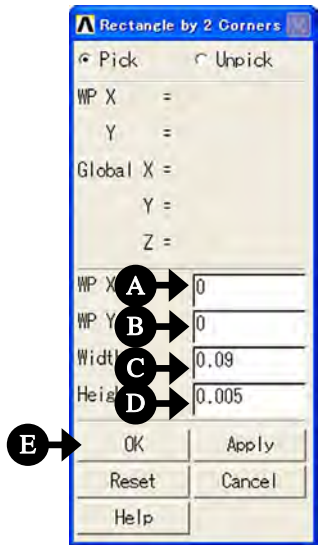 Rectangle by 2 Corners
Pick Unpick
WP X =
Y =
Global X =
Y =
Z =
WP X A 0
WP Y B 0
Widt C 0.09
Heig D 0.005
E OK Apply
Reset Cancel
Help